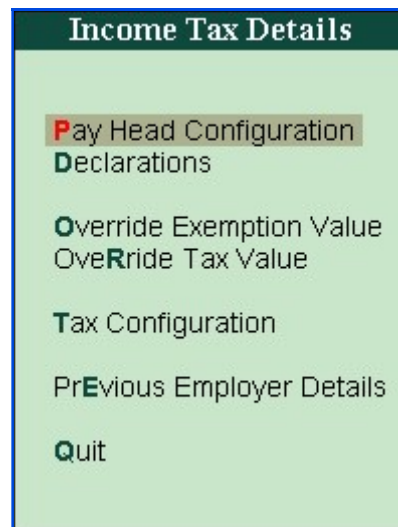 Income Tax Details
Pay Head Configuration
Declarations
Override Exemption Value
OveRride Tax Value
Tax Configuration
PrEvious Employer Details
Quit